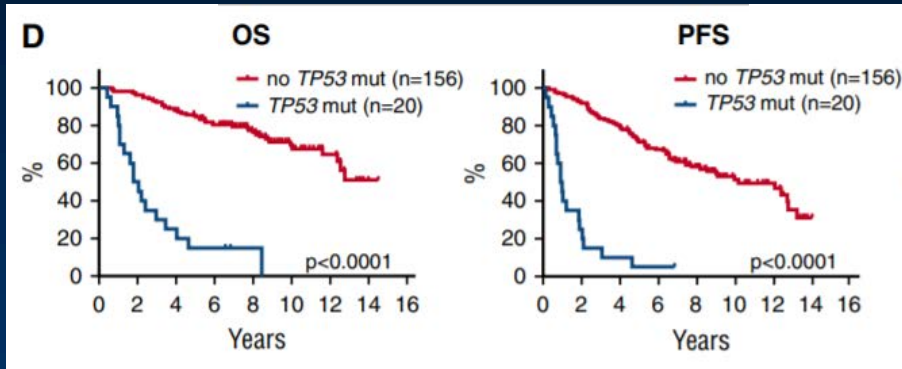 D
OS
no TP53 mut (n=156)
TP53 mut (n=20)
100
80
60
40
20
0
%
p<0.0001
0 2 4 6 8 10 12 14 16
Years
PFS
no TP53 mut (n=156)
TP53 mut (n=20)
100
80
60
40
20
0
%
p<0.0001
0 2 4 6 8 10 12 14 16
Years